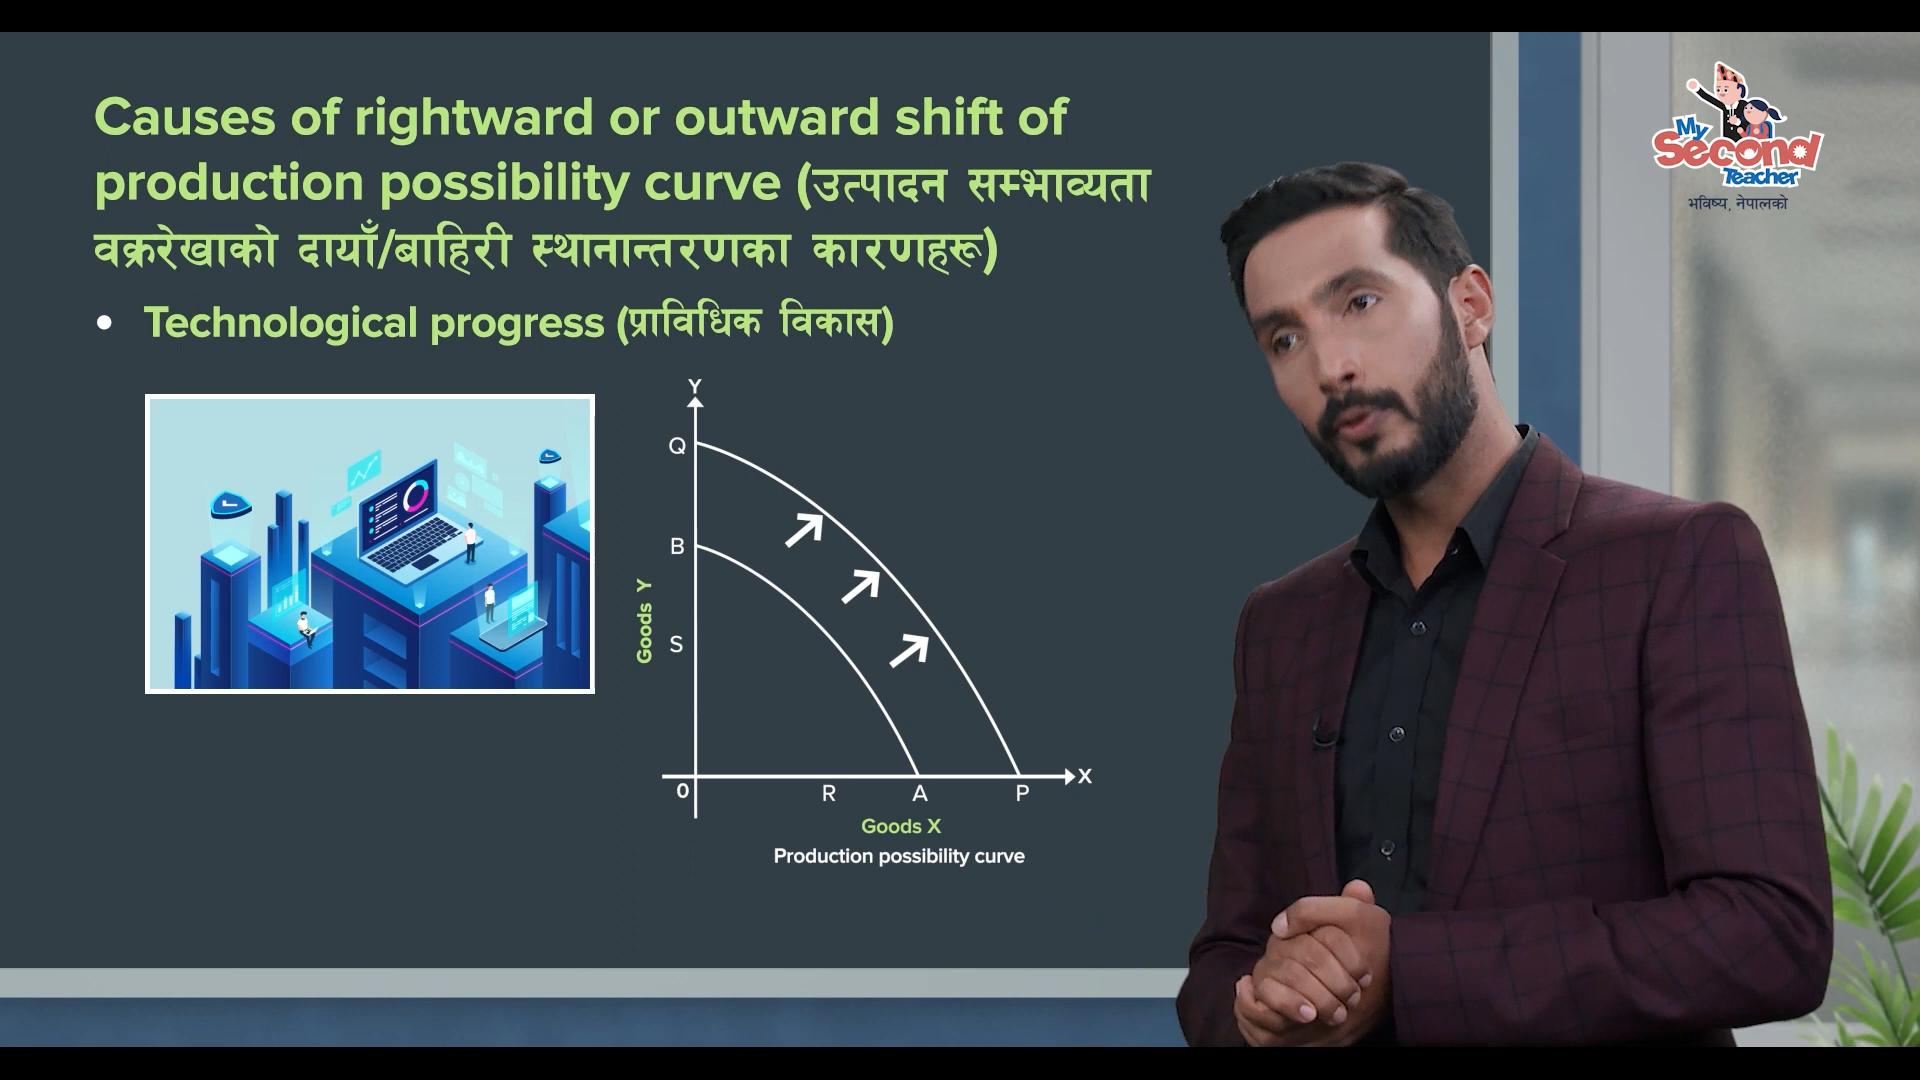 Causes of rightward or outward shift of
production possibility curve (उत्पादन सम्भाव्यता
वक्ररेखाको दायाँ/बाहिरी स्थानान्तरणका कारणहरू)
• Technological progress (प्राविधिक विकास)
Y
Q
B
Goods Y
S
0
R A P
X
Goods X
Production possibility curve
My
Second
Teacher
भविष्य, नेपालको